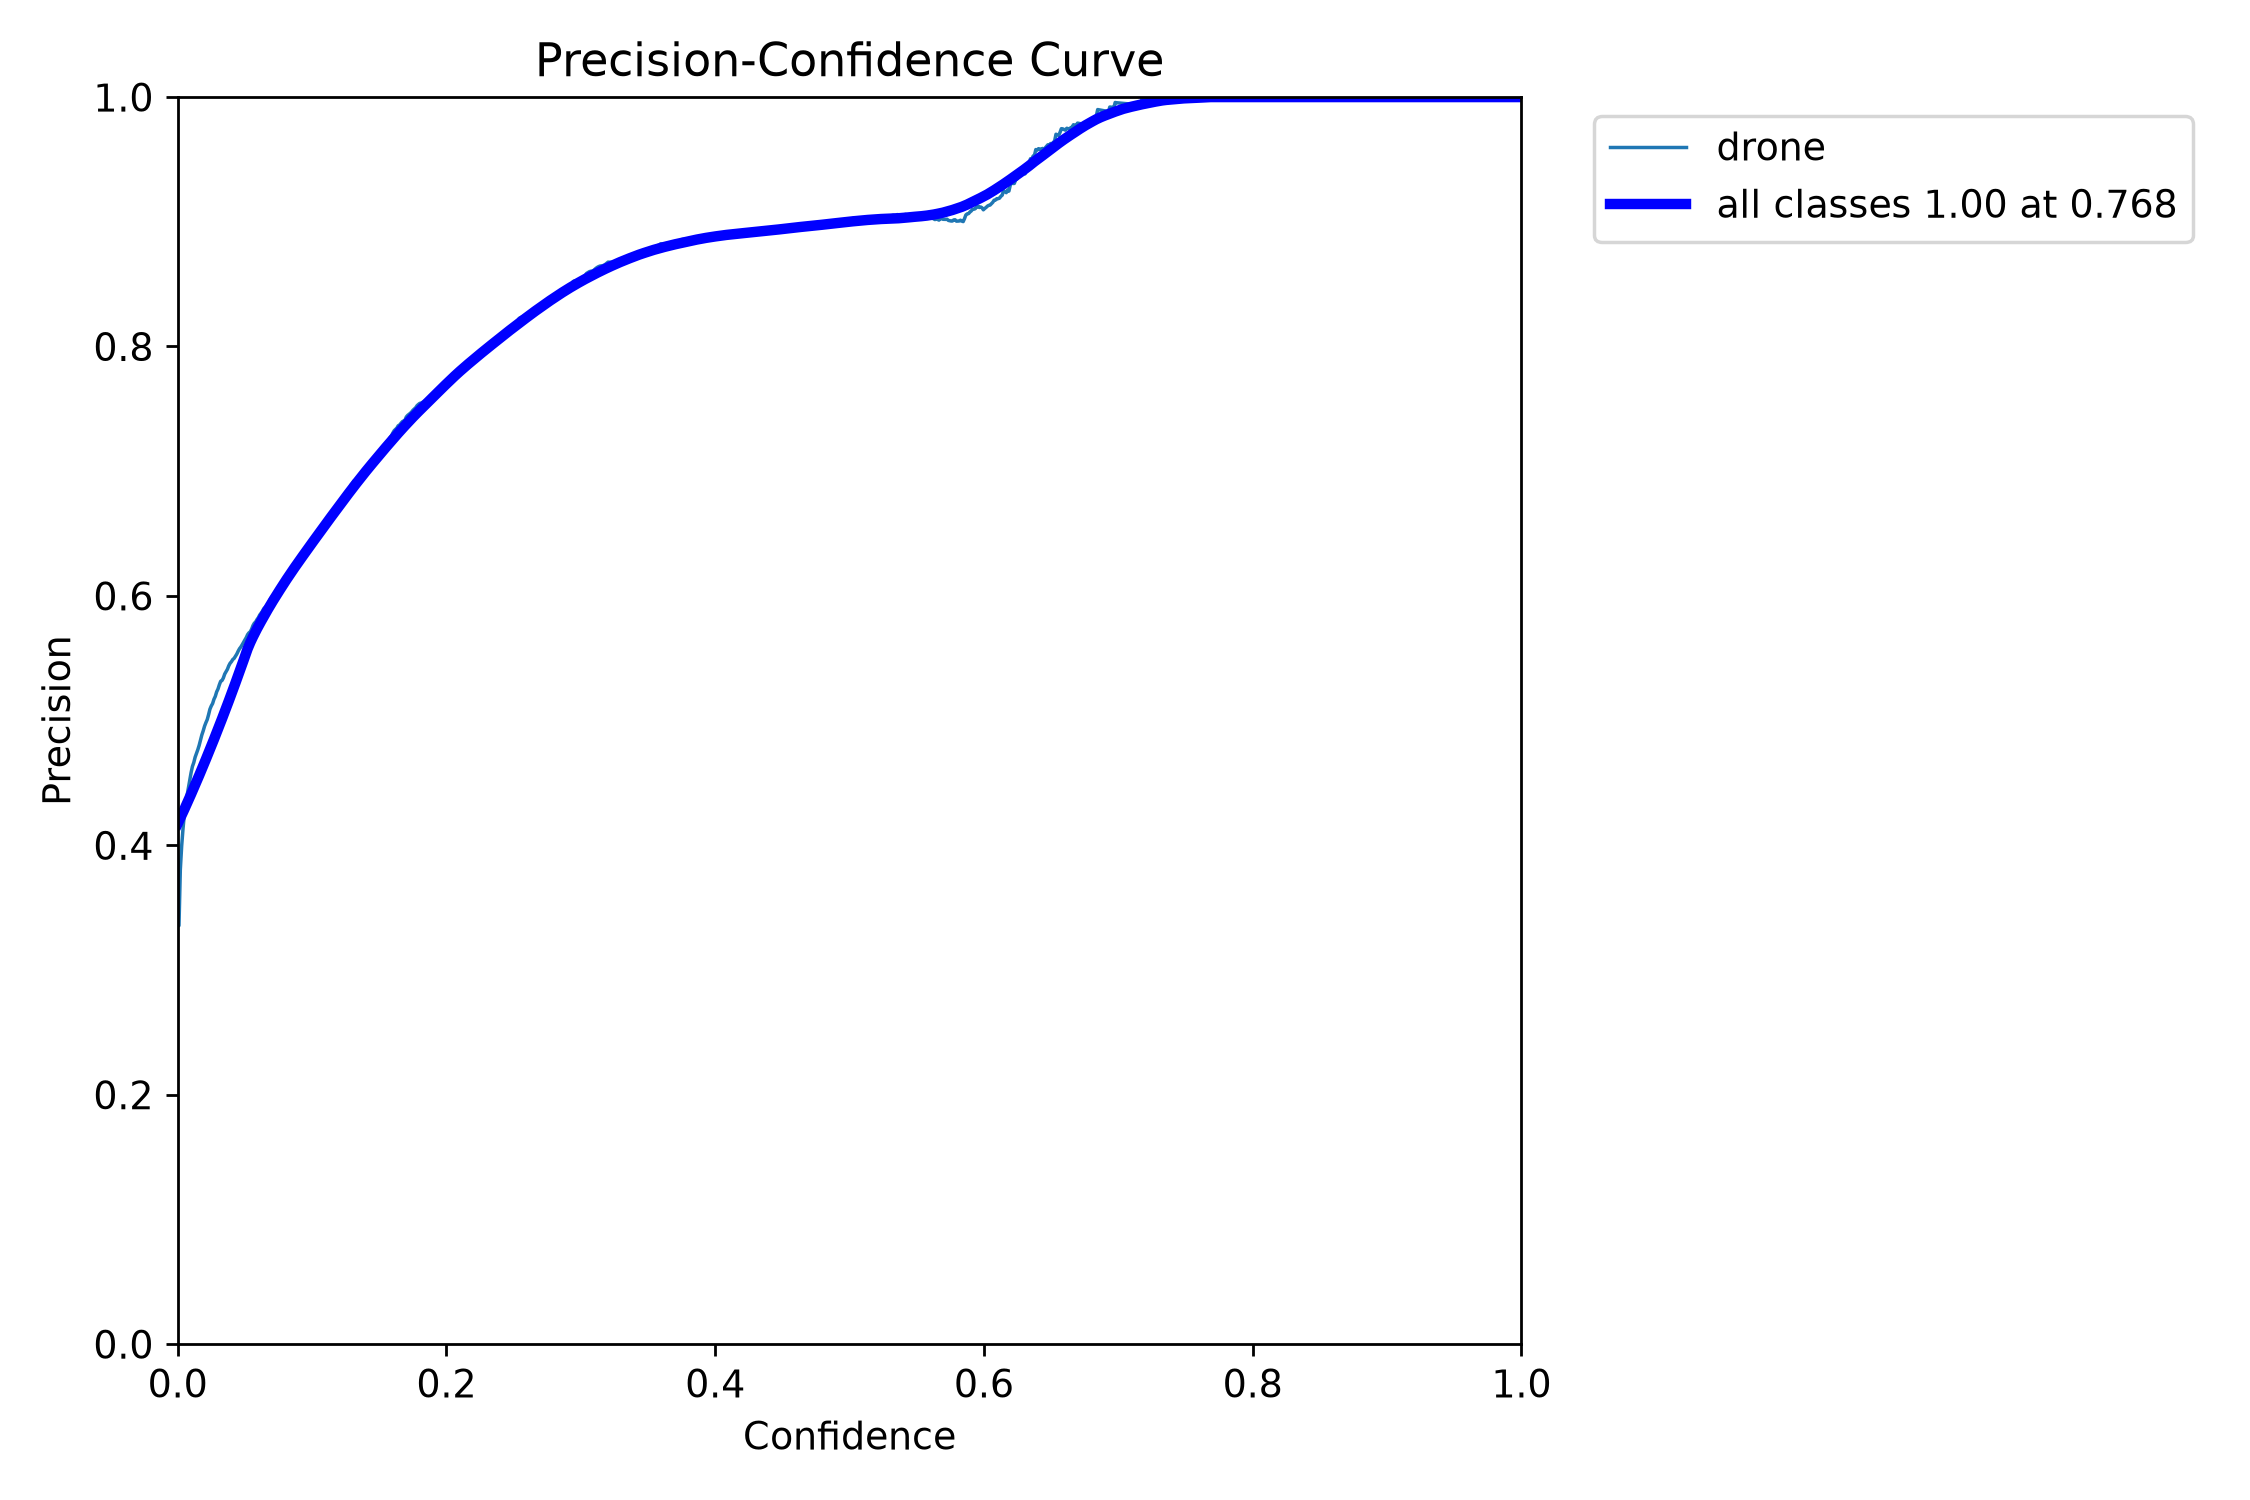 Precision-Confidence Curve
1.0
0.8
0.6
0.4
0.2
0.0
Precision
0.0 0.2 0.4 0.6 0.8 1.0
Confidence
drone
all classes 1.00 at 0.768